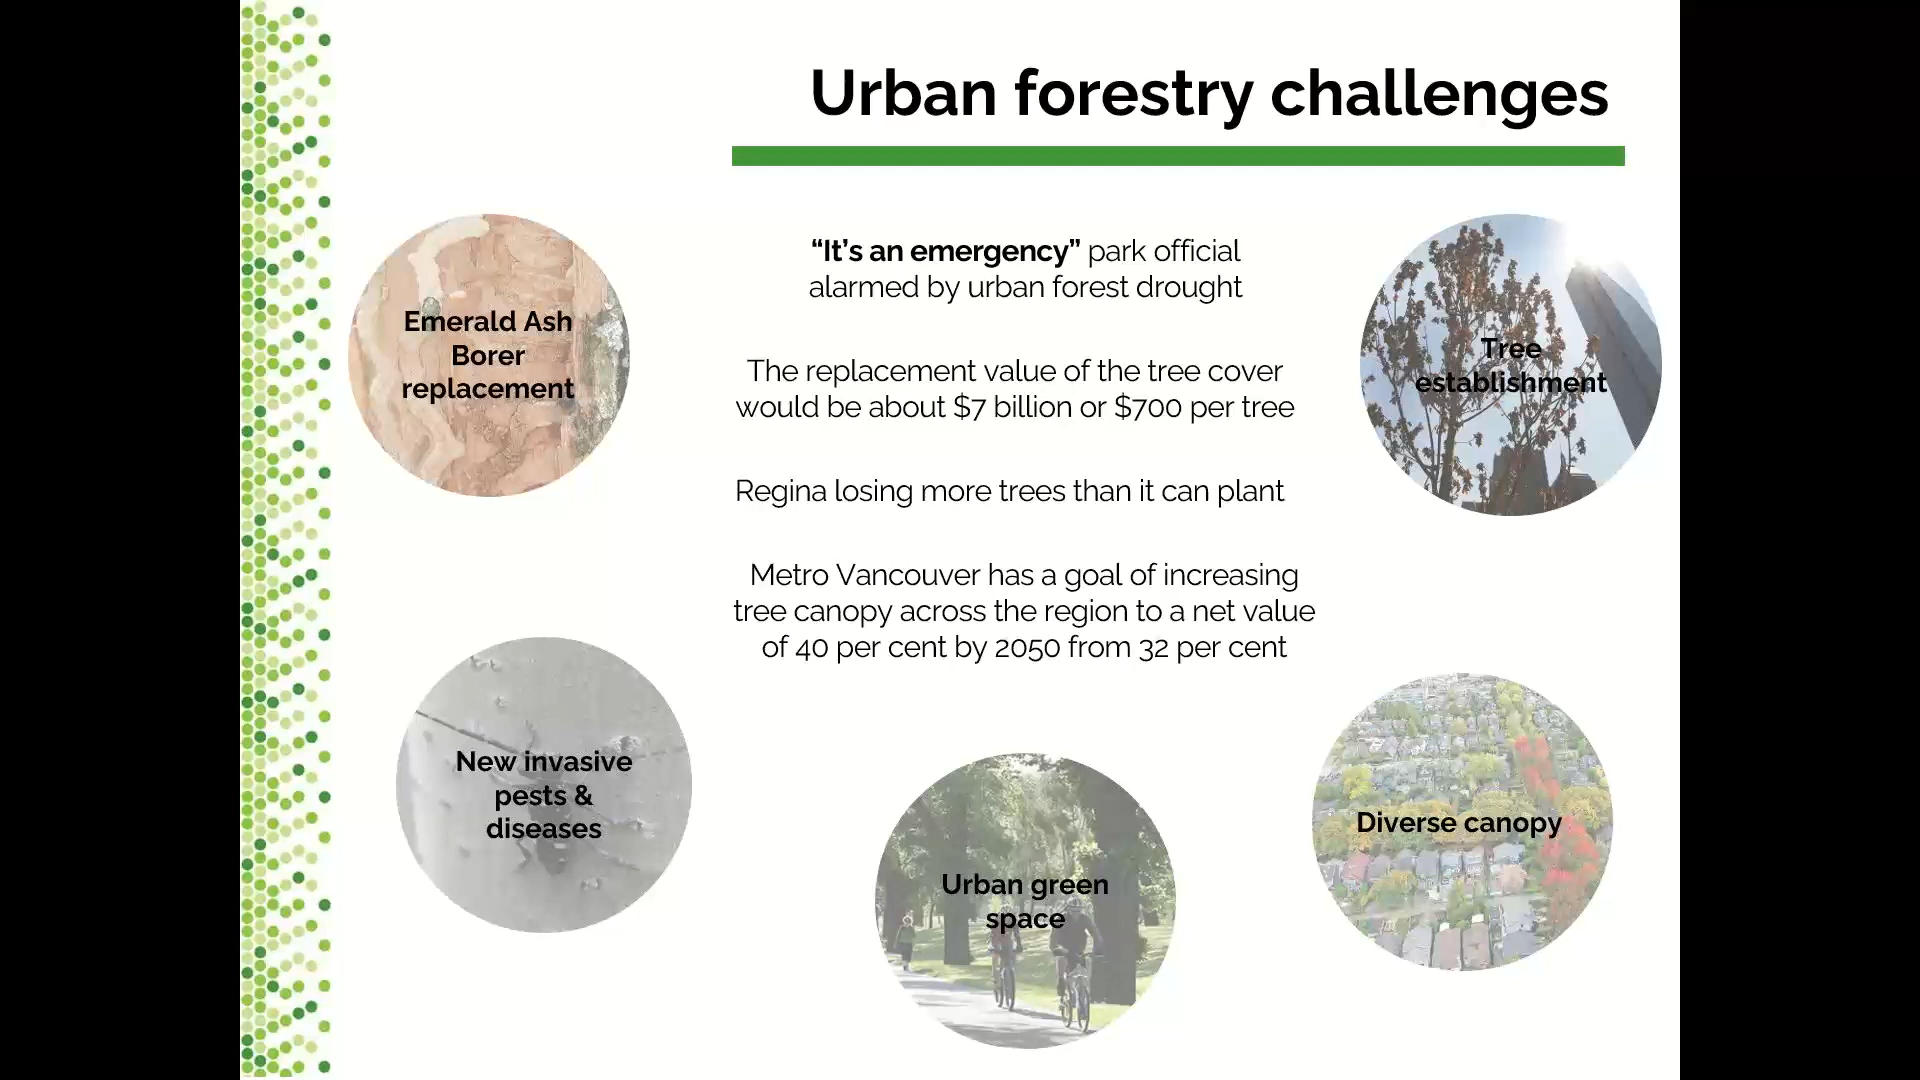 Urban forestry challenges
“It’s an emergency” park official
alarmed by urban forest drought
The replacement value of the tree cover
would be about $7 billion or $700 per tree
Regina losing more trees than it can plant
Metro Vancouver has a goal of increasing
tree canopy across the region to a net value
of 40 per cent by 2050 from 32 per cent
Emerald Ash
Borer
replacement
Tree
establishment
New invasive
pests &
diseases
Urban green
space
Diverse canopy